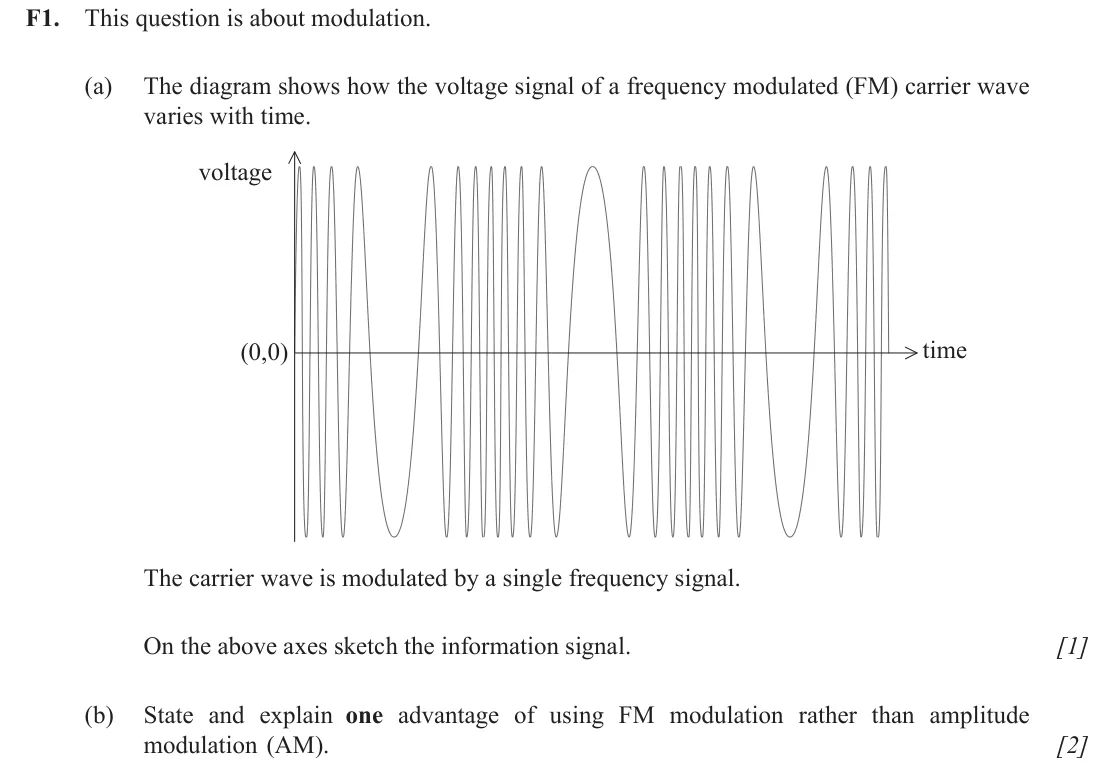 F1. This question is about modulation.
(a) The diagram shows how the voltage signal of a frequency modulated (FM) carrier wave
varies with time.
voltage
(0,0)
time
The carrier wave is modulated by a single frequency signal.
On the above axes sketch the information signal. [1]
(b) State and explain one advantage of using FM modulation rather than amplitude
modulation (AM). [2]